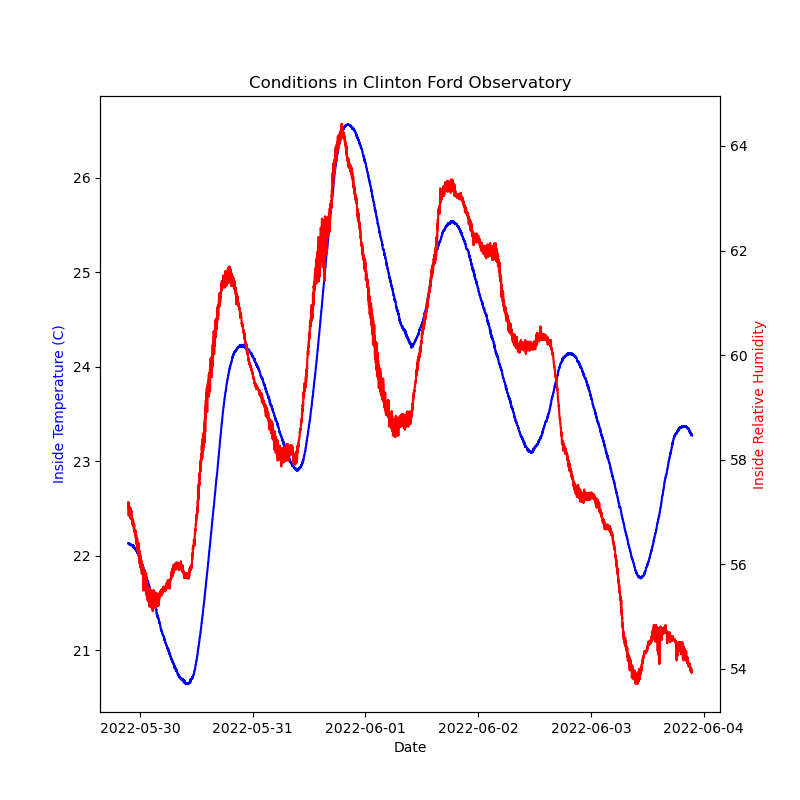 Conditions in Clinton Ford Observatory
Inside Temperature (C)
26
25
24
23
22
21
64
62
60
58
56
54
Inside Relative Humidity
2022-05-30 2022-05-31 2022-06-01 2022-06-02 2022-06-03 2022-06-04
Date